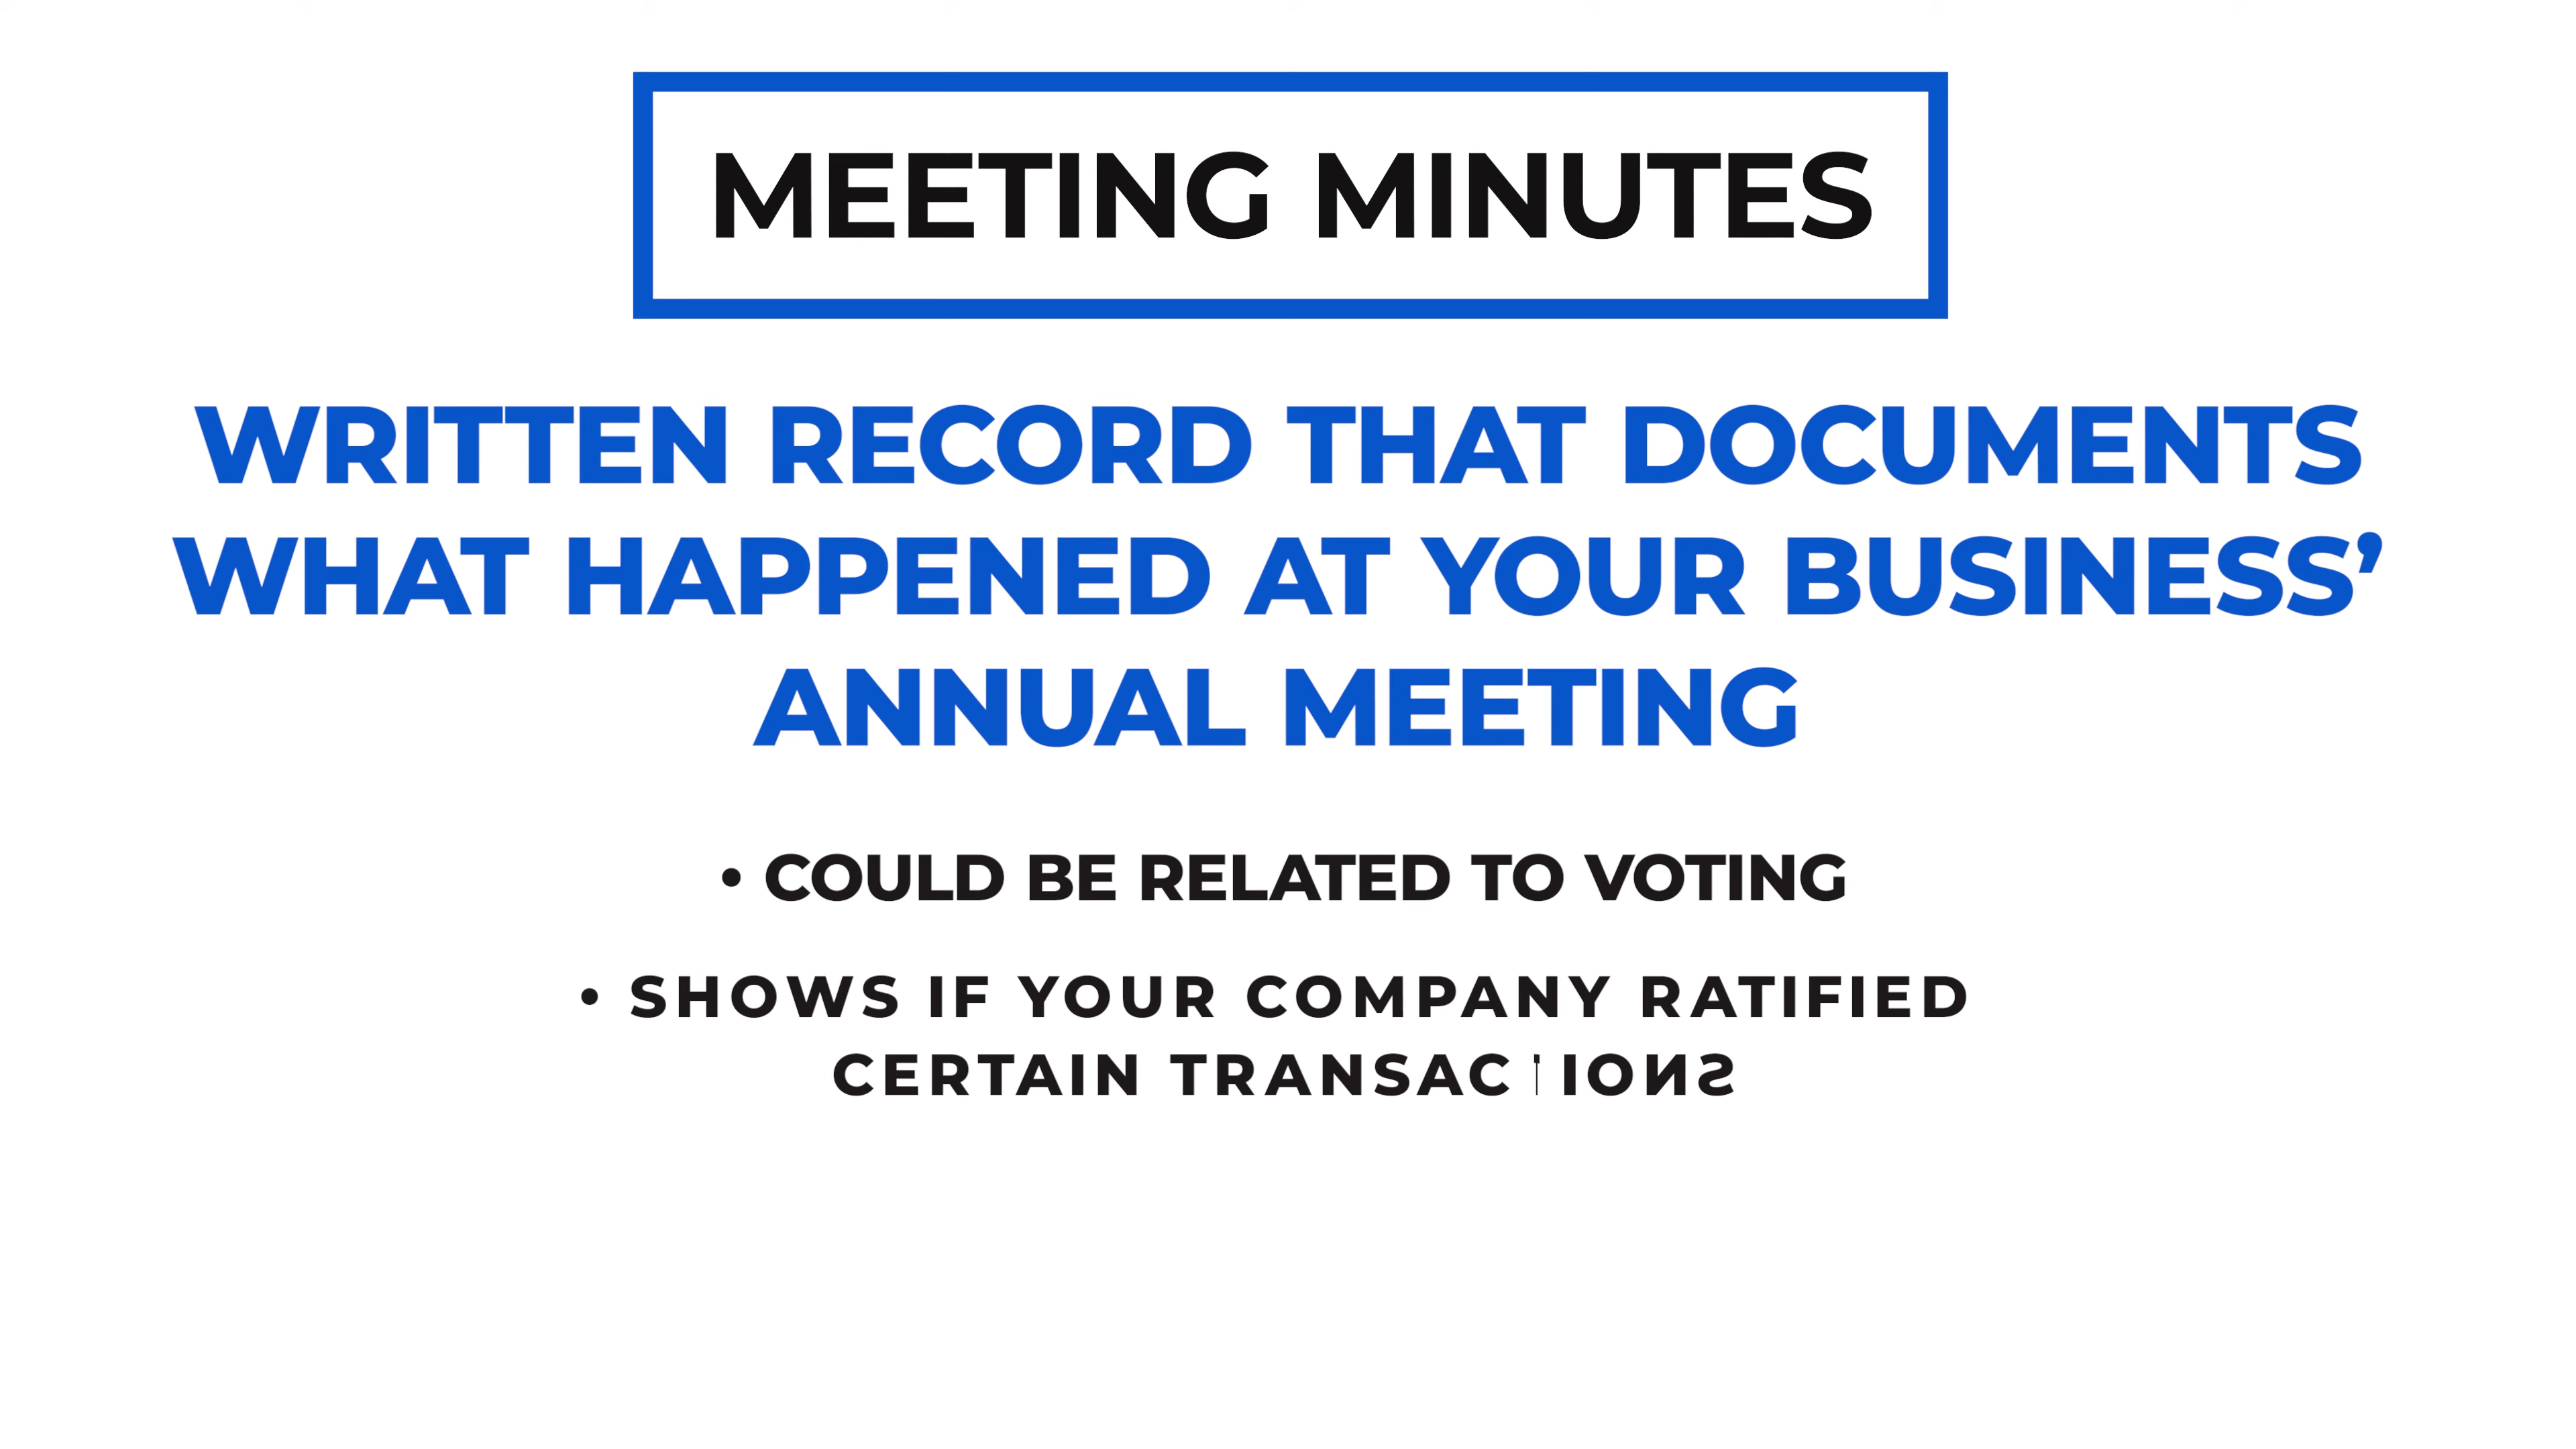 MEETING MINUTES
WRITTEN RECORD THAT DOCUMENTS
WHAT HAPPENED AT YOUR BUSINESS’
ANNUAL MEETING
• COULD BE RELATED TO VOTING
• SHOWS IF YOUR COMPANY RATIFIED
CERTAIN TRANSACTIONS